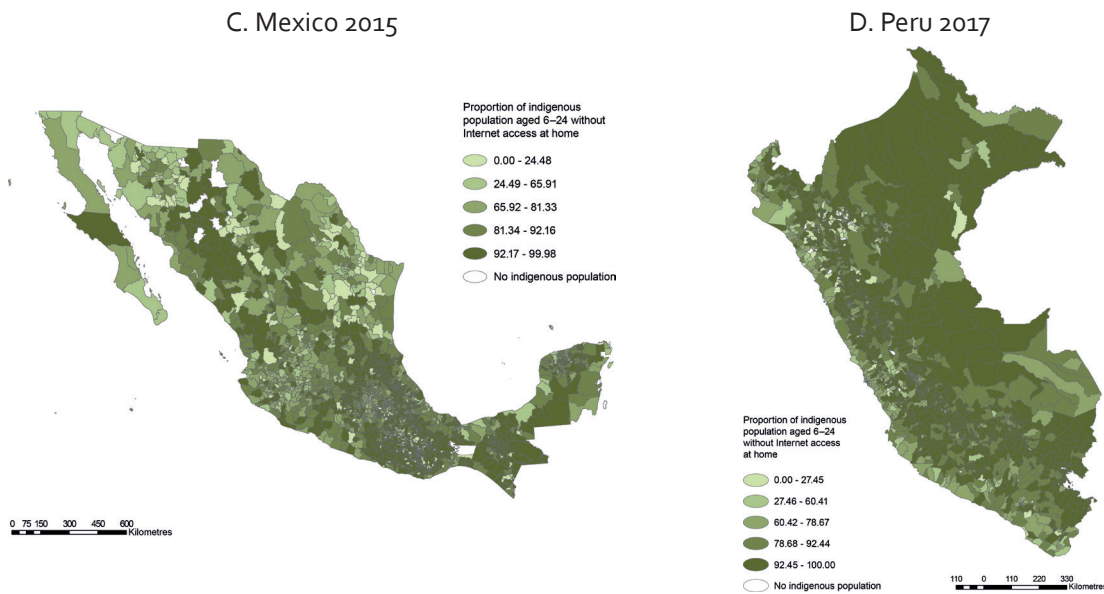 C. Mexico 2015
Proportion of indigenous
population aged 6–24 without
Internet access at home
0.00 - 24.48
24.49 - 65.91
65.92 - 81.33
81.34 - 92.16
92.17 - 99.98
No indigenous population
0 75 150 300 450 600
Kilometres
D. Peru 2017
Proportion of indigenous
population aged 6–24
without Internet access
at home
0.00 - 27.45
27.46 - 60.41
60.42 - 78.67
78.68 - 92.44
92.45 - 100.00
No indigenous population
110 0 110 220 330
Kilometres